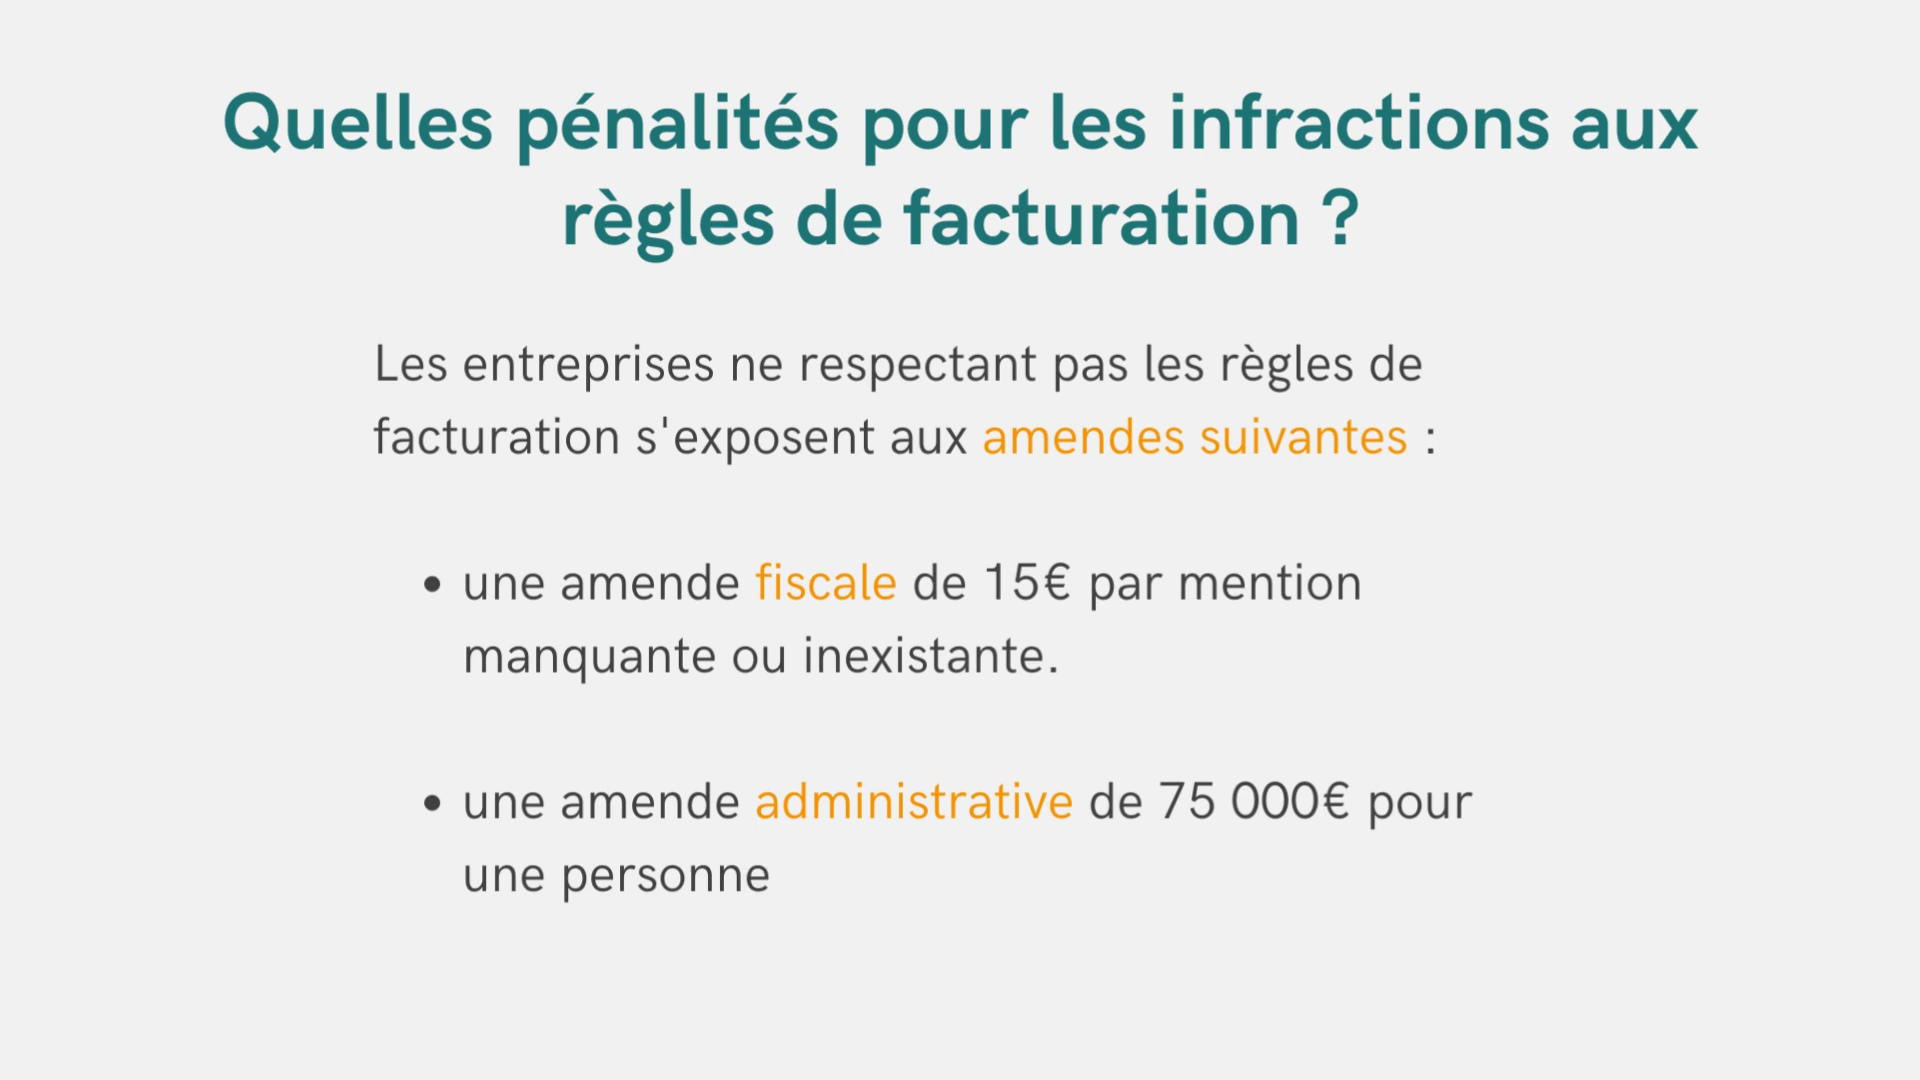 Quelles pénalités pour les infractions aux
règles de facturation ?
Les entreprises ne respectant pas les règles de
facturation s'exposent aux amendes suivantes :
• une amende fiscale de 15€ par mention
manquante ou inexistante.
• une amende administrative de 75 000€ pour
une personne